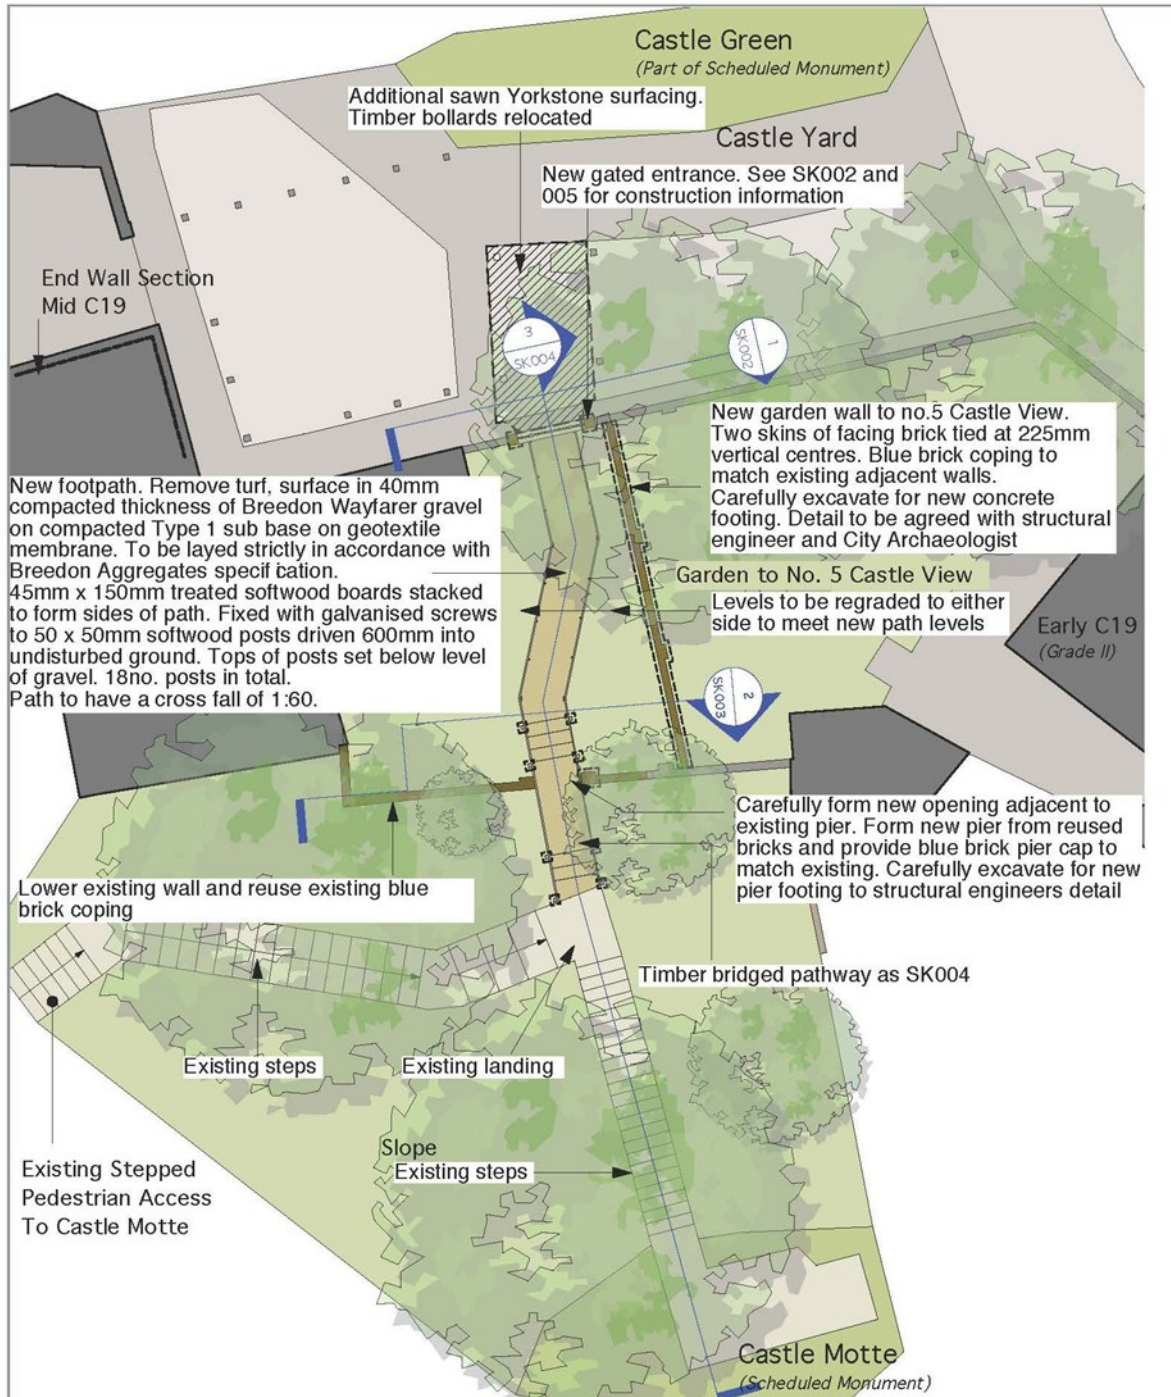 Castle Green
(Part of Scheduled Monument)
Additional sawn Yorkstone surfacing.
Timber bollards relocated
Castle Yard
New gated entrance. See SK002 and
005 for construction information
End Wall Section
Mid C19
3
SK004
1
SK002
New garden wall to no.5 Castle View.
Two skins of facing brick tied at 225mm
vertical centres. Blue brick coping to
match existing adjacent walls.
Carefully excavate for new concrete
footing. Detail to be agreed with structural
engineer and City Archaeologist
New footpath. Remove turf, surface in 40mm
compacted thickness of Breedon Wayfarer gravel
on compacted Type 1 sub base on geotextile
membrane. To be layed strictly in accordance with
Breedon Aggregates specification.
45mm x 150mm treated softwood boards stacked
to form sides of path. Fixed with galvanised screws
to 50 x 50mm softwood posts driven 600mm into
undisturbed ground. Tops of posts set below level
of gravel. 18no. posts in total.
Path to have a cross fall of 1:60.
Garden to No. 5 Castle View
Levels to be regraded to either
side to meet new path levels
Early C19
(Grade II)
2
SK003
Carefully form new opening adjacent to
existing pier. Form new pier from reused
bricks and provide blue brick pier cap to
match existing. Carefully excavate for new
pier footing to structural engineers detail
Lower existing wall and reuse existing blue
brick coping
Timber bridged pathway as SK004
Existing steps
Existing landing
Slope
Existing steps
Existing Stepped
Pedestrian Access
To Castle Motte
Castle Motte
(Scheduled Monument)